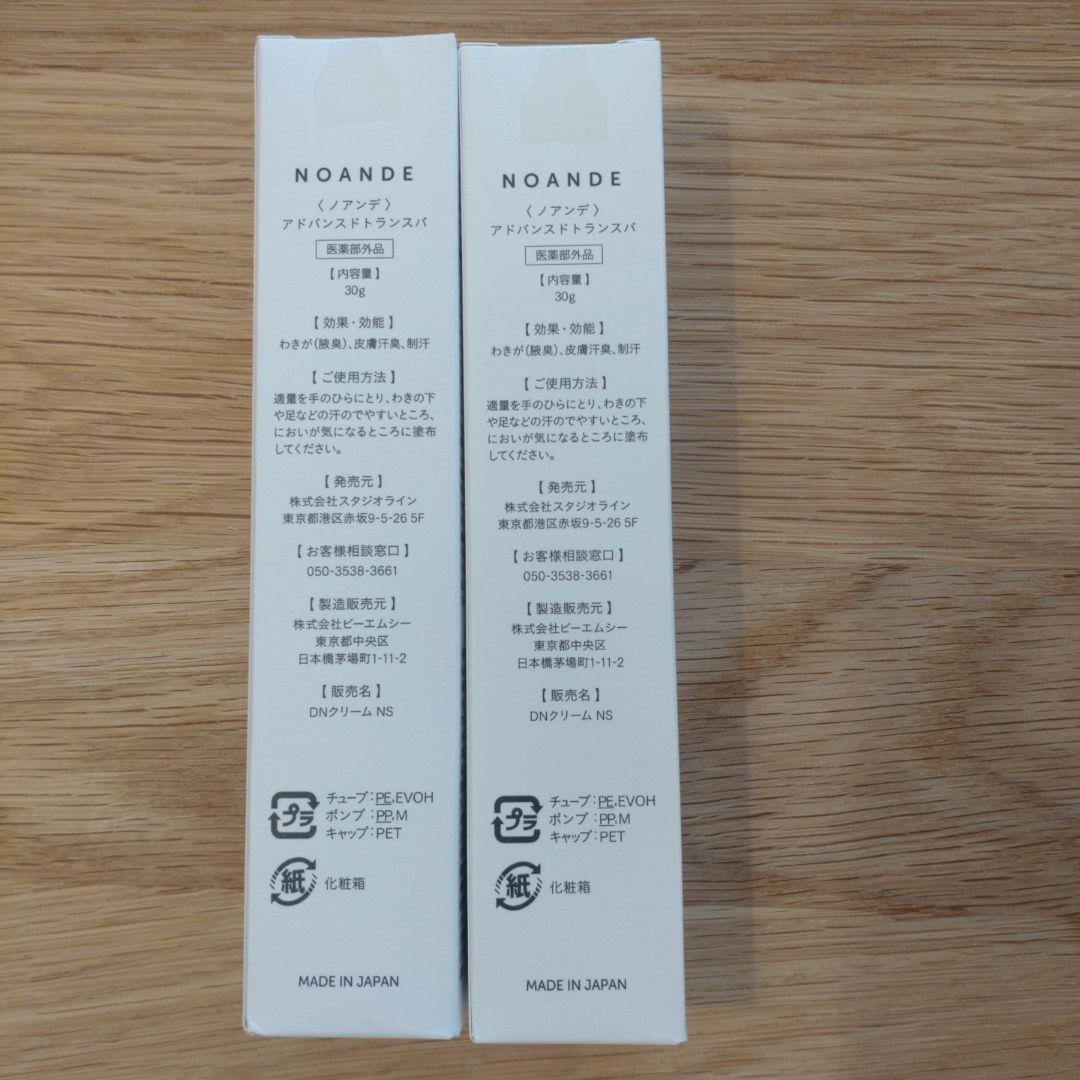 NOANDE
〈ノアンデ〉
アドバンスドトランスパ
医薬部外品
【内容量】
30g
【効果・効能】
わきが(腋臭)、皮膚汗臭、制汗
【ご使用方法】
適量を手のひらにとり、わきの下
や足などの汗のでやすいところ、
においが気になるところに塗布
してください。
【発売元】
株式会社スタジオライン
東京都港区赤坂9-5-26 5F
【お客様相談窓口】
050-3538-3661
【製造販売元】
株式会社ビーエムシー
東京都中央区
日本橋茅場町1-11-2
【販売名】
DNクリーム NS
プラ
チューブ:PE,EVOH
ポンプ:PP,M
キャップ:PET
紙
化粧箱
MADE IN JAPAN
NOANDE
〈ノアンデ〉
アドバンスドトランスパ
医薬部外品
【内容量】
30g
【効果・効能】
わきが(腋臭)、皮膚汗臭、制汗
【ご使用方法】
適量を手のひらにとり、わきの下
や足などの汗のでやすいところ、
においが気になるところに塗布
してください。
【発売元】
株式会社スタジオライン
東京都港区赤坂9-5-26 5F
【お客様相談窓口】
050-3538-3661
【製造販売元】
株式会社ビーエムシー
東京都中央区
日本橋茅場町1-11-2
【販売名】
DNクリーム NS
プラ
チューブ:PE,EVOH
ポンプ:PP,M
キャップ:PET
紙
化粧箱
MADE IN JAPAN